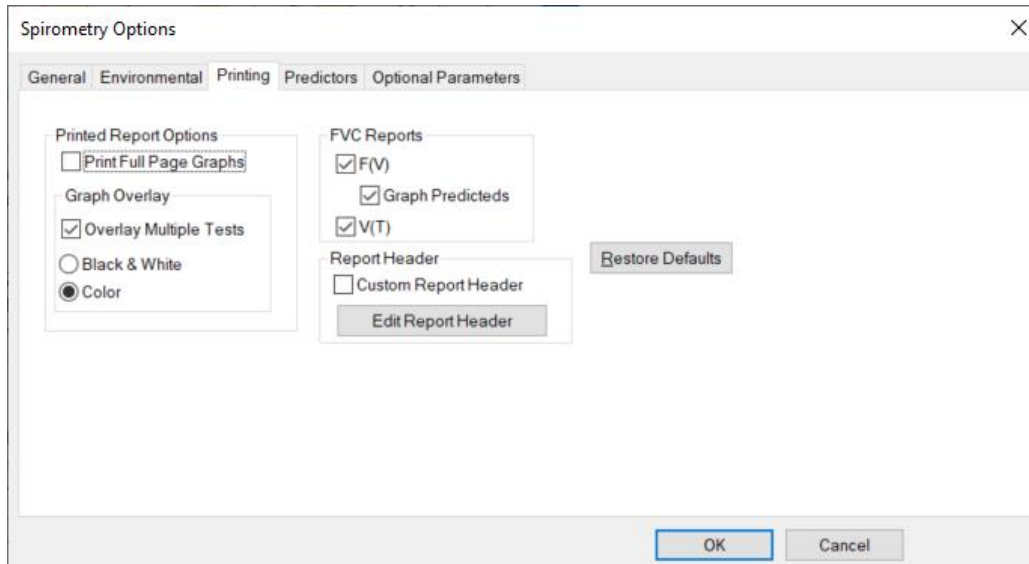 Spirometry Options
General Environmental Printing Predictors Optional Parameters
Printed Report Options
Print Full Page Graphs
Graph Overlay
Overlay Multiple Tests
Black & White
Color
FVC Reports
F(V)
Graph Predicteds
V(T)
Report Header
Custom Report Header
Edit Report Header
Restore Defaults
OK Cancel